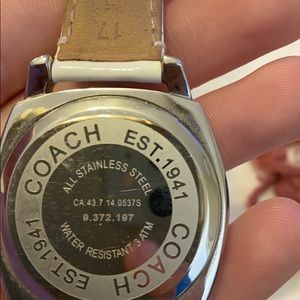 17
COACH EST.1941 COACH EST.1941
ALL STAINLESS STEEL
CA.43.7.14.0537S
9.372.197
WATER RESISTANT 3 ATM